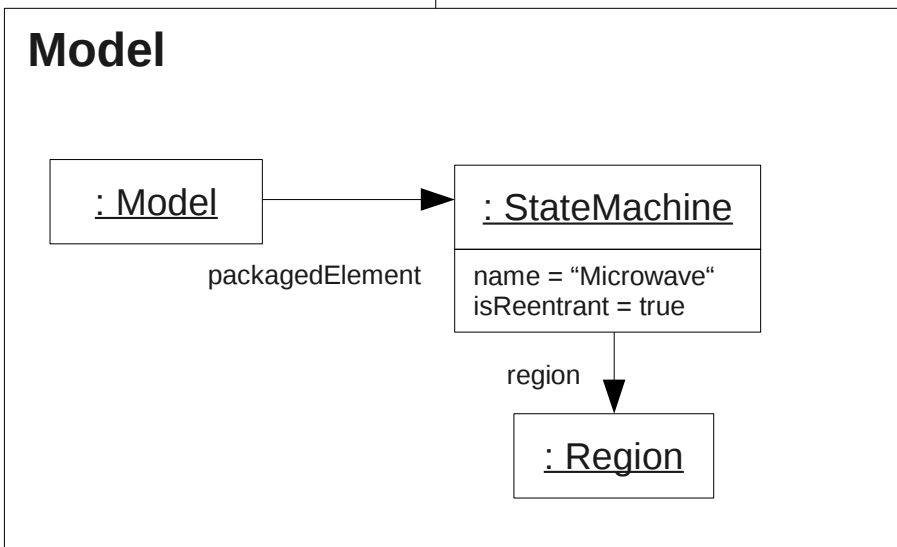 Model
: Model
: StateMachine
packagedElement
name = “Microwave“
isReentrant = true
region
: Region